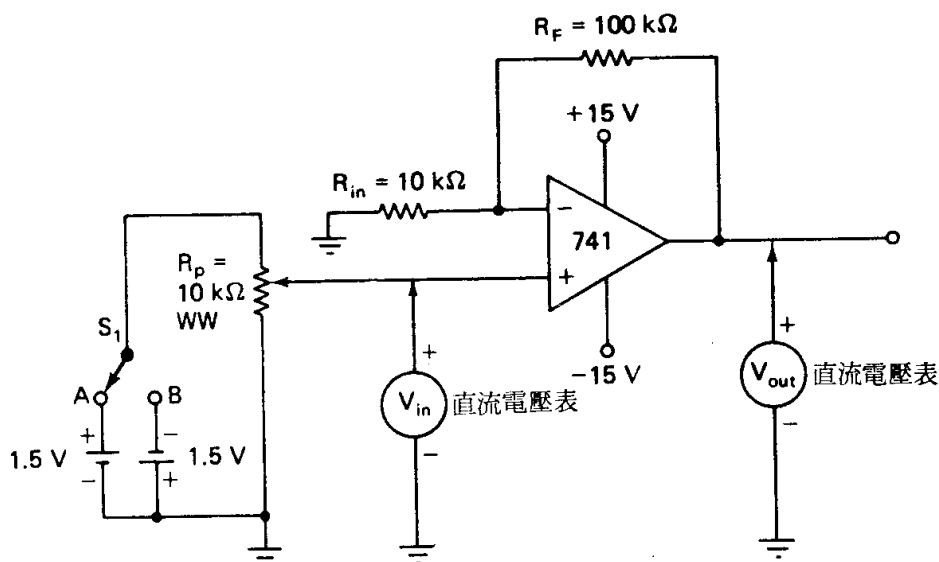 R_F = 100 kΩ
+15 V
R_in = 10 kΩ
−
741
+
R_p =
10 kΩ
WW
S_1
+
−15 V
+
V_in 直流電壓表
−
V_out 直流電壓表
−
A B
+ −
1.5 V 1.5 V
− +